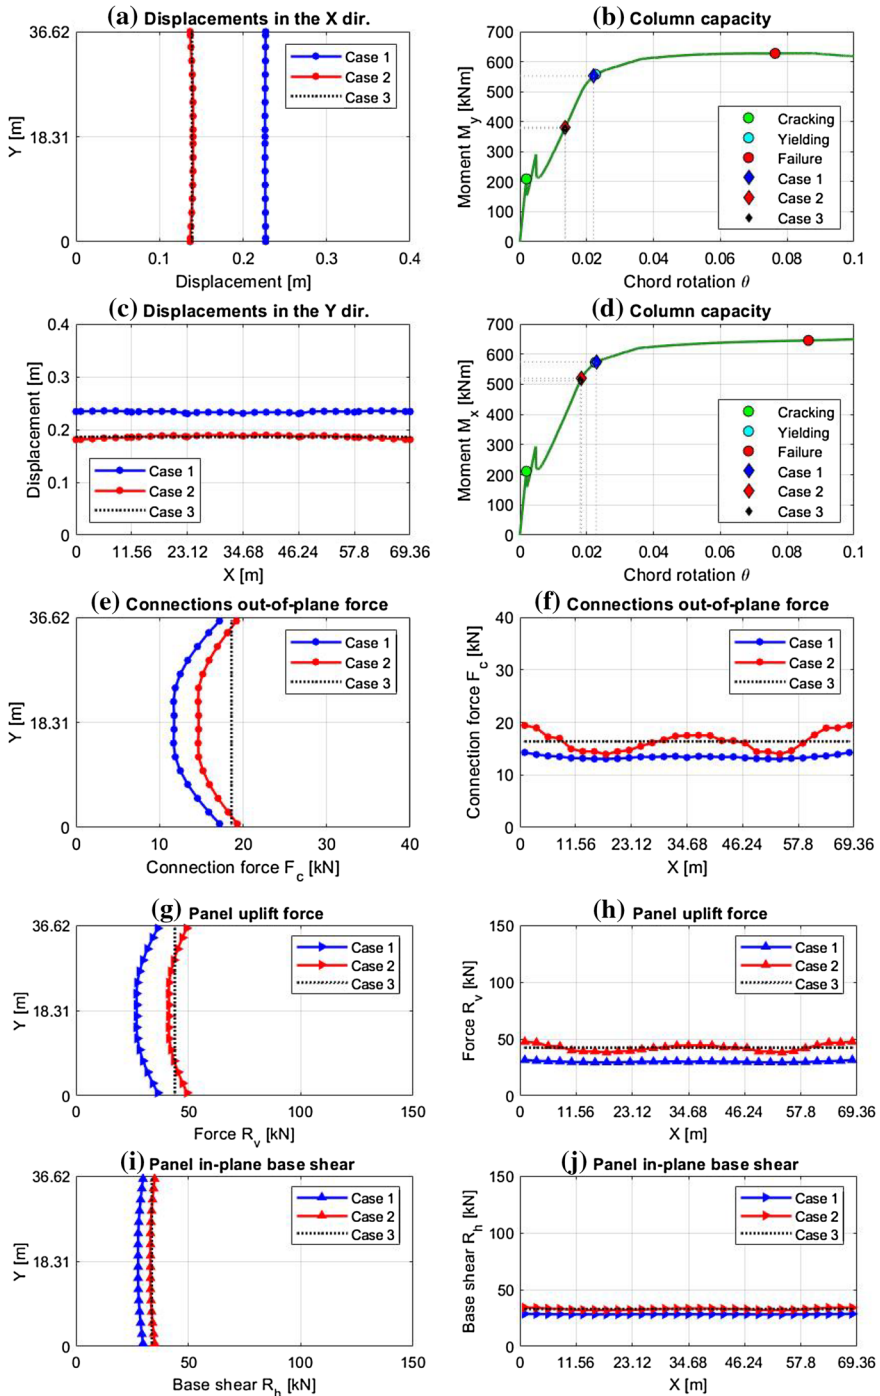 (a) Displacements in the X dir.
36.62
18.31
0
Y [m]
0 0.1 0.2 0.3 0.4
Displacement [m]
Case 1
Case 2
Case 3
(b) Column capacity
700
600
500
400
300
200
100
0
Moment M_y [kNm]
Cracking
Yielding
Failure
Case 1
Case 2
Case 3
0 0.02 0.04 0.06 0.08 0.1
Chord rotation θ
(c) Displacements in the Y dir.
0.4
0.3
0.2
0.1
0
Displacement [m]
Case 1
Case 2
Case 3
0 11.56 23.12 34.68 46.24 57.8 69.36
X [m]
(d) Column capacity
700
600
500
400
300
200
100
0
Moment M_x [kNm]
Cracking
Yielding
Failure
Case 1
Case 2
Case 3
0 0.02 0.04 0.06 0.08 0.1
Chord rotation θ
(e) Connections out-of-plane force
36.62
18.31
0
Y [m]
Case 1
Case 2
Case 3
0 10 20 30 40
Connection force F_c [kN]
(f) Connections out-of-plane force
40
30
20
10
0
Connection force F_c [kN]
Case 1
Case 2
Case 3
0 11.56 23.12 34.68 46.24 57.8 69.36
X [m]
(g) Panel uplift force
36.62
18.31
0
Y [m]
Case 1
Case 2
Case 3
0 50 100 150
Force R_v [kN]
(h) Panel uplift force
150
100
50
0
Force R_v [kN]
Case 1
Case 2
Case 3
0 11.56 23.12 34.68 46.24 57.8 69.36
X [m]
(i) Panel in-plane base shear
36.62
18.31
0
Y [m]
Case 1
Case 2
Case 3
0 50 100 150
Base shear R_h [kN]
(j) Panel in-plane base shear
150
100
50
0
Base shear R_h [kN]
Case 1
Case 2
Case 3
0 11.56 23.12 34.68 46.24 57.8 69.36
X [m]